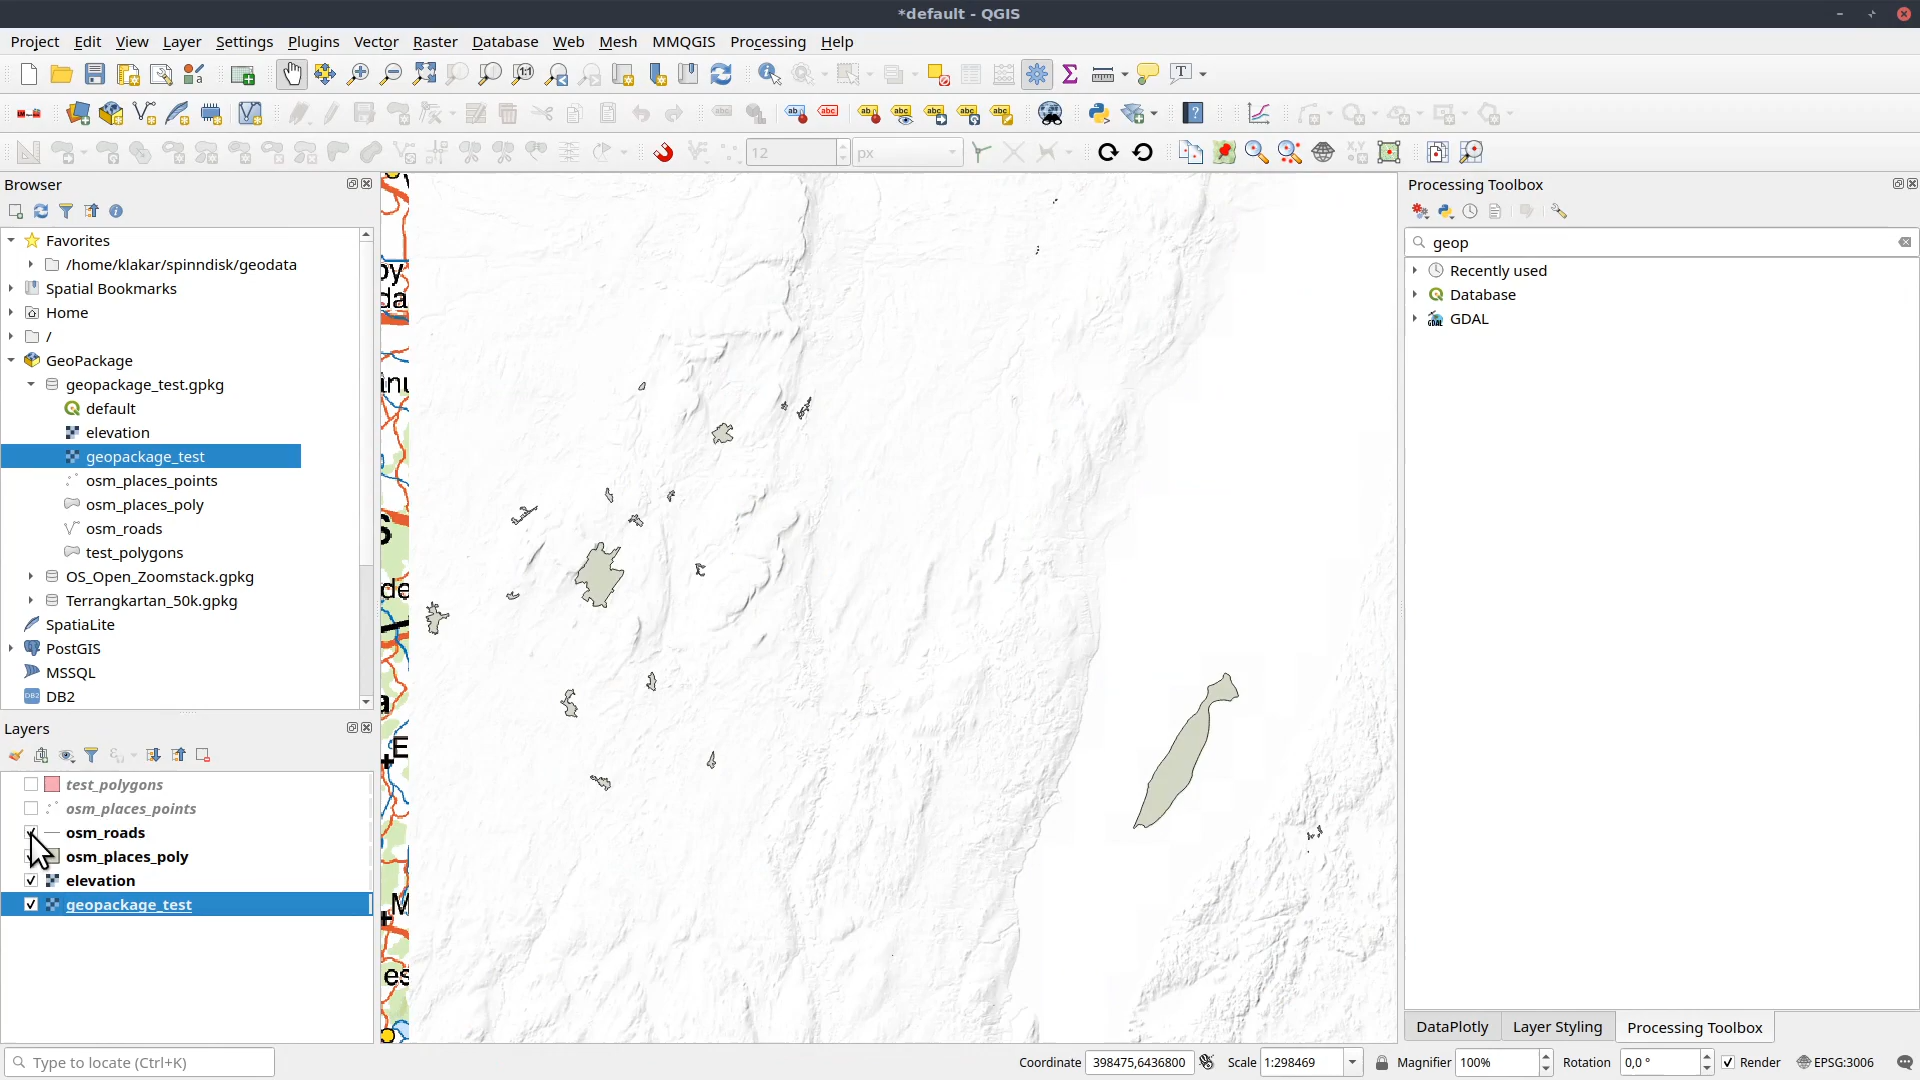 *default - QGIS
Project Edit View Layer Settings Plugins Vector Raster Database Web Mesh MMQGIS Processing Help
12 px
Browser
Favorites
/home/klakar/spinndisk/geodata
Spatial Bookmarks
Home
/
GeoPackage
geopackage_test.gpkg
default
elevation
geopackage_test
osm_places_points
osm_places_poly
osm_roads
test_polygons
OS_Open_Zoomstack.gpkg
Terrangkartan_50k.gpkg
SpatiaLite
PostGIS
MSSQL
DB2
Layers
test_polygons
osm_places_points
osm_roads
osm_places_poly
elevation
geopackage_test
Type to locate (Ctrl+K)
Processing Toolbox
geop
Recently used
Database
GDAL
DataPlotly Layer Styling Processing Toolbox
Coordinate 398475,6436800 Scale 1:298469 Magnifier 100% Rotation 0,0 ° Render EPSG:3006